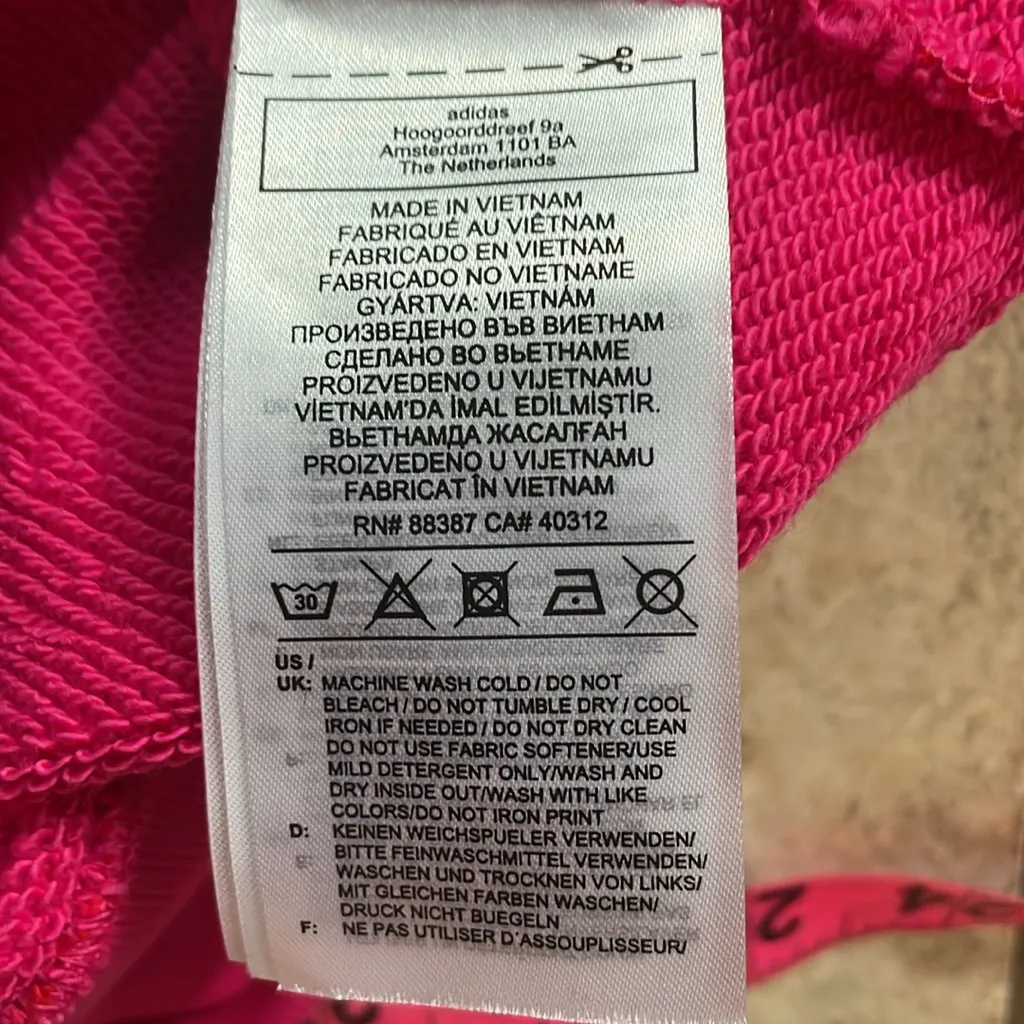 adidas
Hoogoorddreef 9a
Amsterdam 1101 BA
The Netherlands
MADE IN VIETNAM
FABRIQUÉ AU VIÊTNAM
FABRICADO EN VIETNAM
FABRICADO NO VIETNAME
GYÁRTVA: VIETNÁM
ПРОИЗВЕДЕНО ВЪВ ВИЕТНАМ
СДЕЛАНО ВО ВЬЕТНАМЕ
PROIZVEDENO U VIJETNAMU
VİETNAM'DA İMAL EDİLMİŞTİR.
ВЬЕТНАМДА ЖАСАЛҒАН
PROIZVEDENO U VIJETNAMU
FABRICAT ÎN VIETNAM
RN# 88387 CA# 40312
30
US /
UK: MACHINE WASH COLD / DO NOT
BLEACH / DO NOT TUMBLE DRY / COOL
IRON IF NEEDED / DO NOT DRY CLEAN
DO NOT USE FABRIC SOFTENER/USE
MILD DETERGENT ONLY/WASH AND
DRY INSIDE OUT/WASH WITH LIKE
COLORS/DO NOT IRON PRINT
D: KEINEN WEICHSPUELER VERWENDEN/
BITTE FEINWASCHMITTEL VERWENDEN/
WASCHEN UND TROCKNEN VON LINKS/
MIT GLEICHEN FARBEN WASCHEN/
DRUCK NICHT BUEGELN
F: NE PAS UTILISER D'ASSOUPLISSEUR/